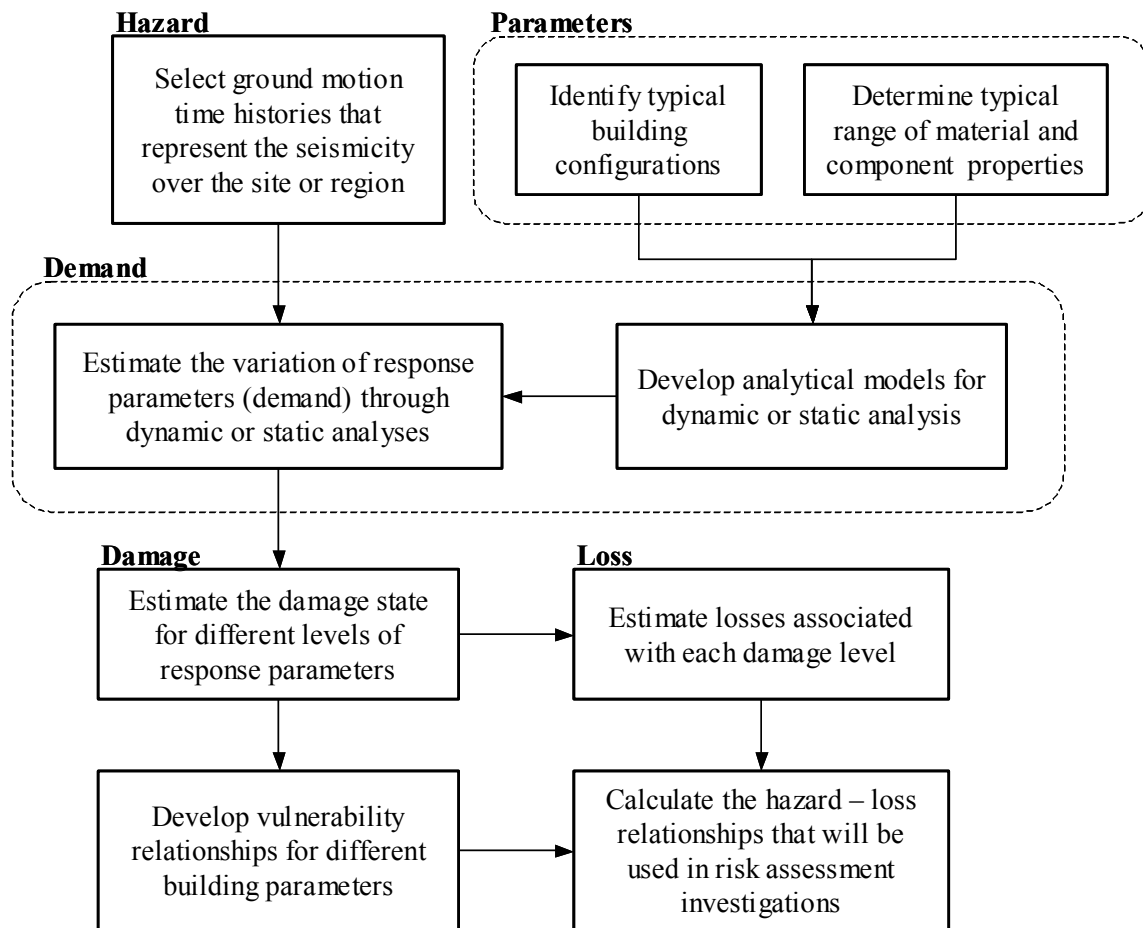 Hazard
Select ground motion
time histories that
represent the seismicity
over the site or region
Parameters
Identify typical
building
configurations
Determine typical
range of material and
component properties
Demand
Estimate the variation of response
parameters (demand) through
dynamic or static analyses
Develop analytical models for
dynamic or static analysis
Damage
Estimate the damage state
for different levels of
response parameters
Loss
Estimate losses associated
with each damage level
Develop vulnerability
relationships for different
building parameters
Calculate the hazard – loss
relationships that will be
used in risk assessment
investigations